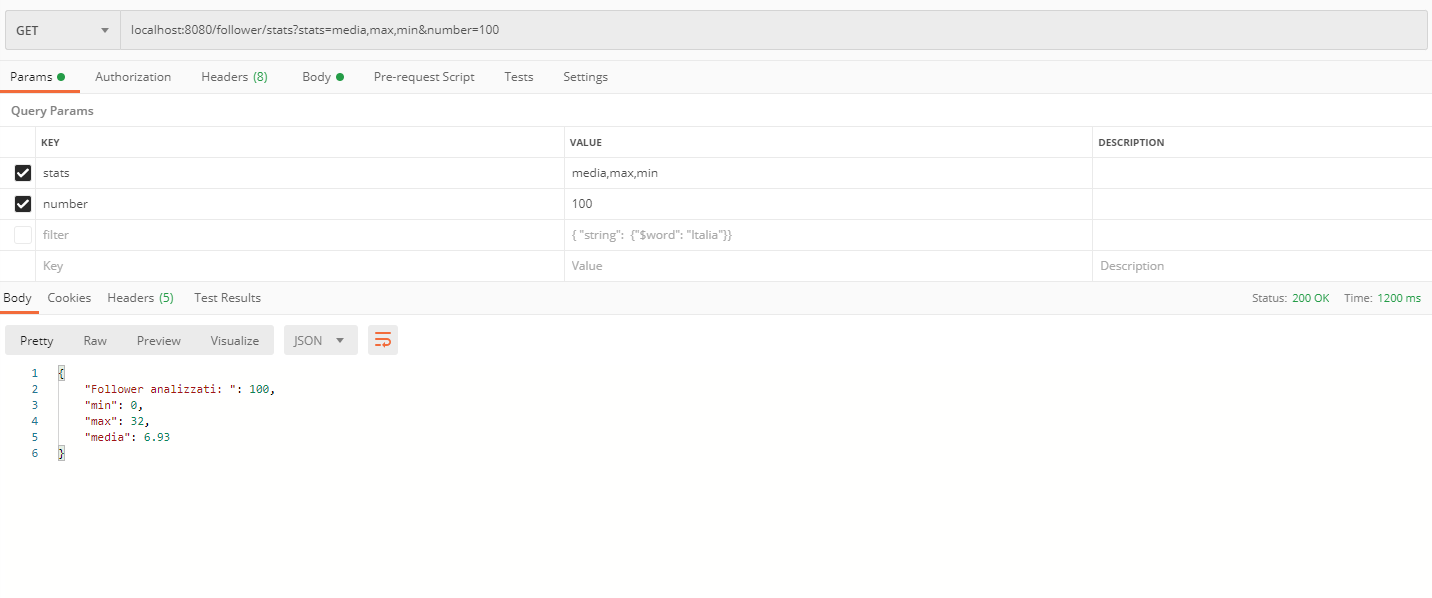 GET localhost:8080/follower/stats?stats=media,max,min&number=100
Params Authorization Headers (8) Body Pre-request Script Tests Settings
Query Params
KEY VALUE DESCRIPTION
stats media,max,min
number 100
filter { "string":  {"$word": "Italia"}}
Key Value Description
Body Cookies Headers (5) Test Results Status: 200 OK Time: 1200 ms
Pretty Raw Preview Visualize JSON
1 {
2 "Follower analizzati: ": 100,
3 "min": 0,
4 "max": 32,
5 "media": 6.93
6 }